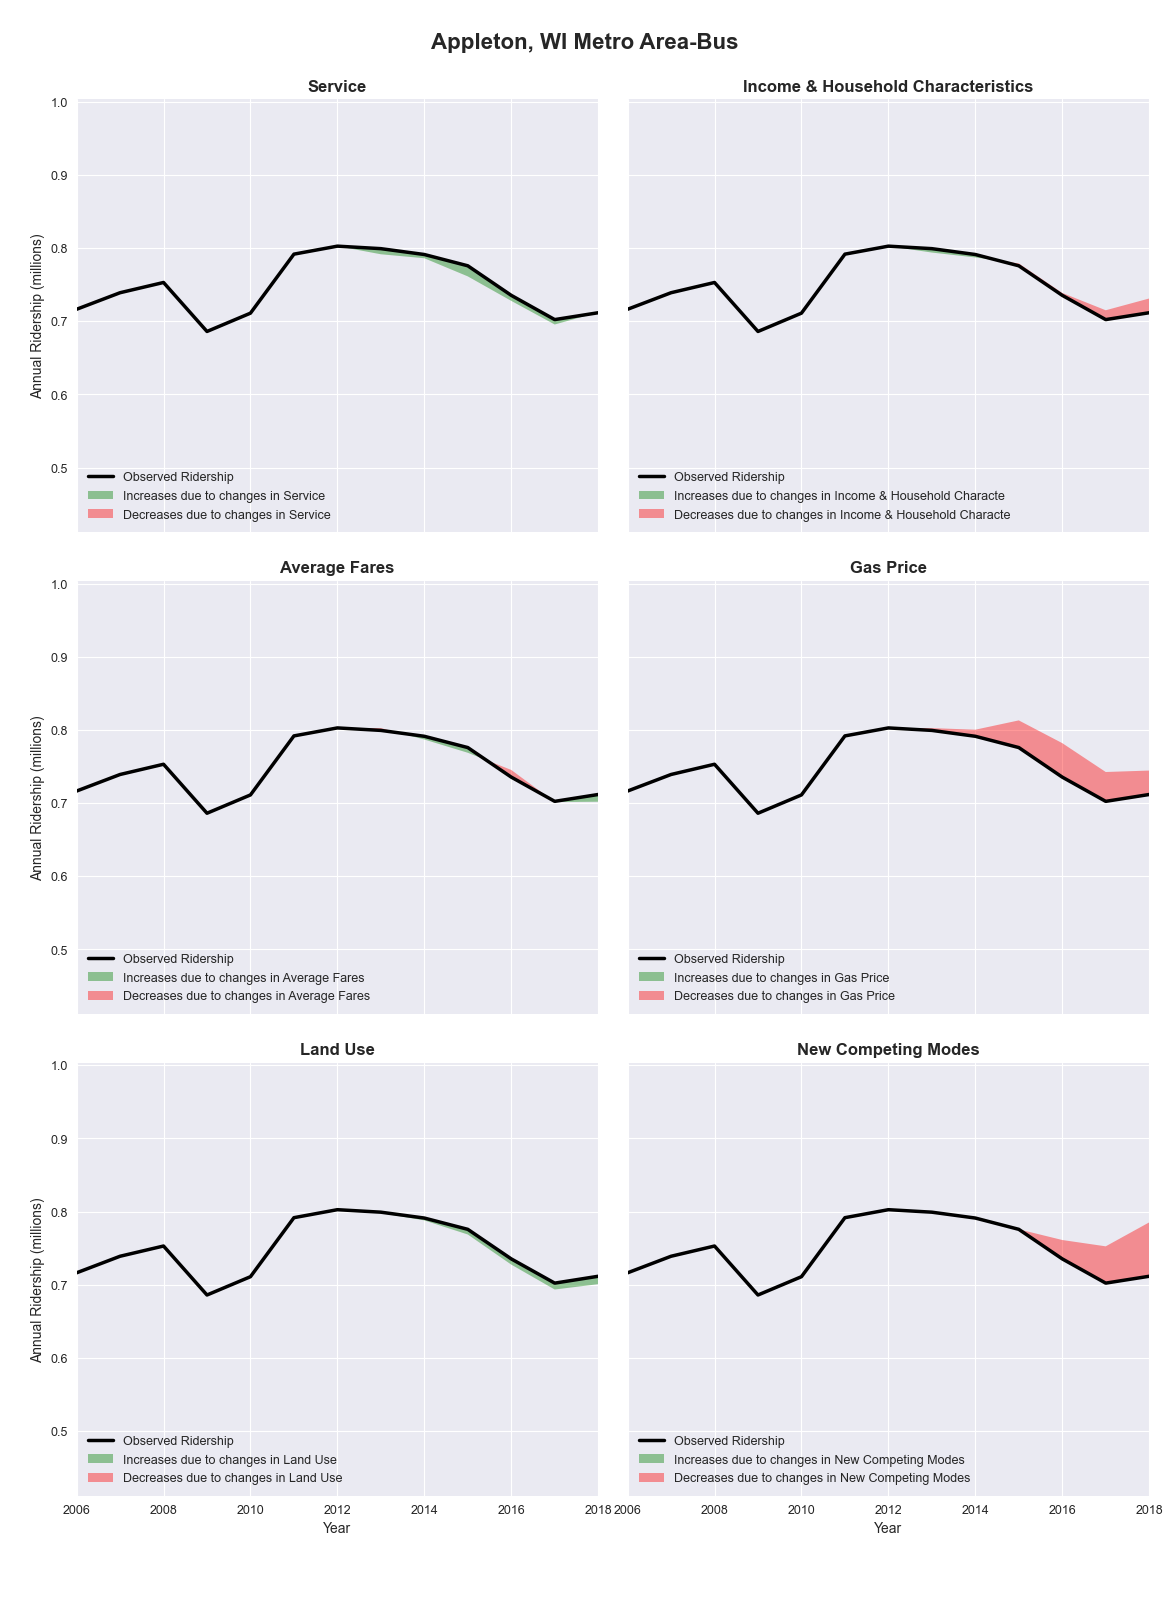 Appleton, WI Metro Area-Bus
Service
Annual Ridership (millions)
1.0
0.9
0.8
0.7
0.6
0.5
Observed Ridership
Increases due to changes in Service
Decreases due to changes in Service
Income & Household Characteristics
Observed Ridership
Increases due to changes in Income & Household Characte
Decreases due to changes in Income & Household Characte
Average Fares
Annual Ridership (millions)
1.0
0.9
0.8
0.7
0.6
0.5
Observed Ridership
Increases due to changes in Average Fares
Decreases due to changes in Average Fares
Gas Price
Observed Ridership
Increases due to changes in Gas Price
Decreases due to changes in Gas Price
Land Use
Annual Ridership (millions)
1.0
0.9
0.8
0.7
0.6
0.5
Observed Ridership
Increases due to changes in Land Use
Decreases due to changes in Land Use
2006 2008 2010 2012 2014 2016 2018
Year
New Competing Modes
Observed Ridership
Increases due to changes in New Competing Modes
Decreases due to changes in New Competing Modes
2006 2008 2010 2012 2014 2016 2018
Year